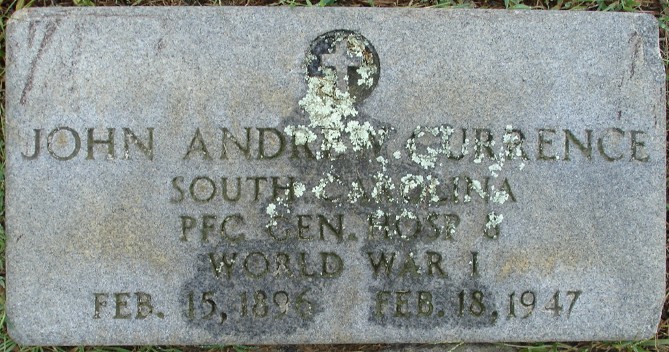 JOHN ANDREW CURRENCE
SOUTH CAROLINA
PFC GEN. HOSP 8
WORLD WAR I
FEB. 15, 1896 FEB. 18, 1947